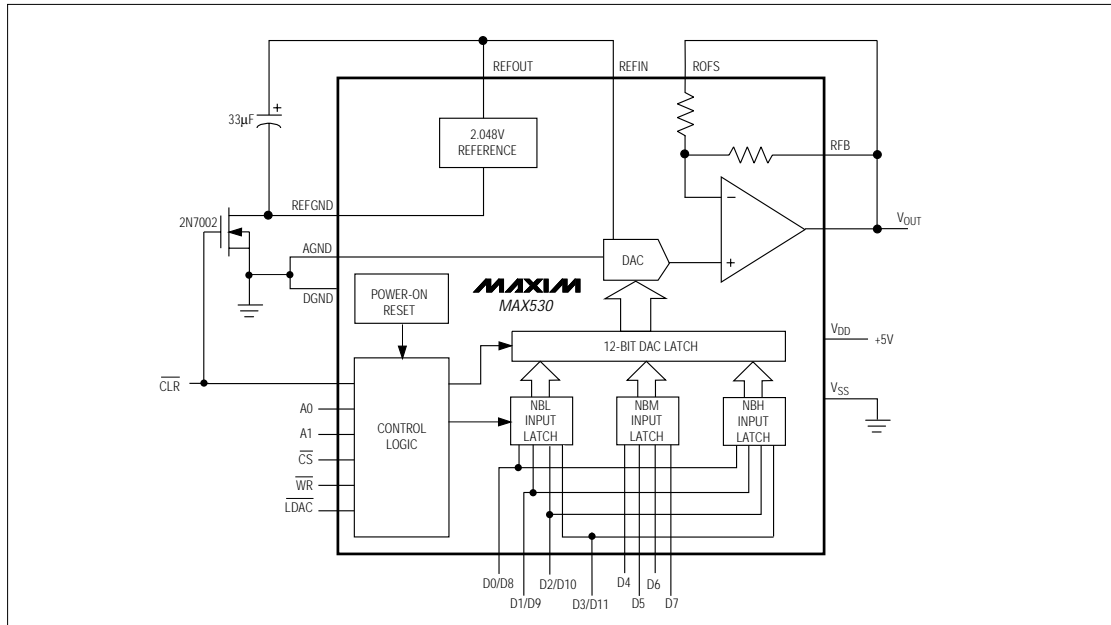 REFOUT
REFIN
ROFS
33µF
+
2.048V
REFERENCE
RFB
2N7002
REFGND
−
VOUT
AGND
DAC
+
DGND
POWER-ON
RESET
MAXIM
MAX530
VDD
+5V
12-BIT DAC LATCH
CLR
VSS
A0
A1
CS
WR
LDAC
CONTROL
LOGIC
NBL
INPUT
LATCH
NBM
INPUT
LATCH
NBH
INPUT
LATCH
D0/D8
D1/D9
D2/D10
D3/D11
D4
D5
D6
D7